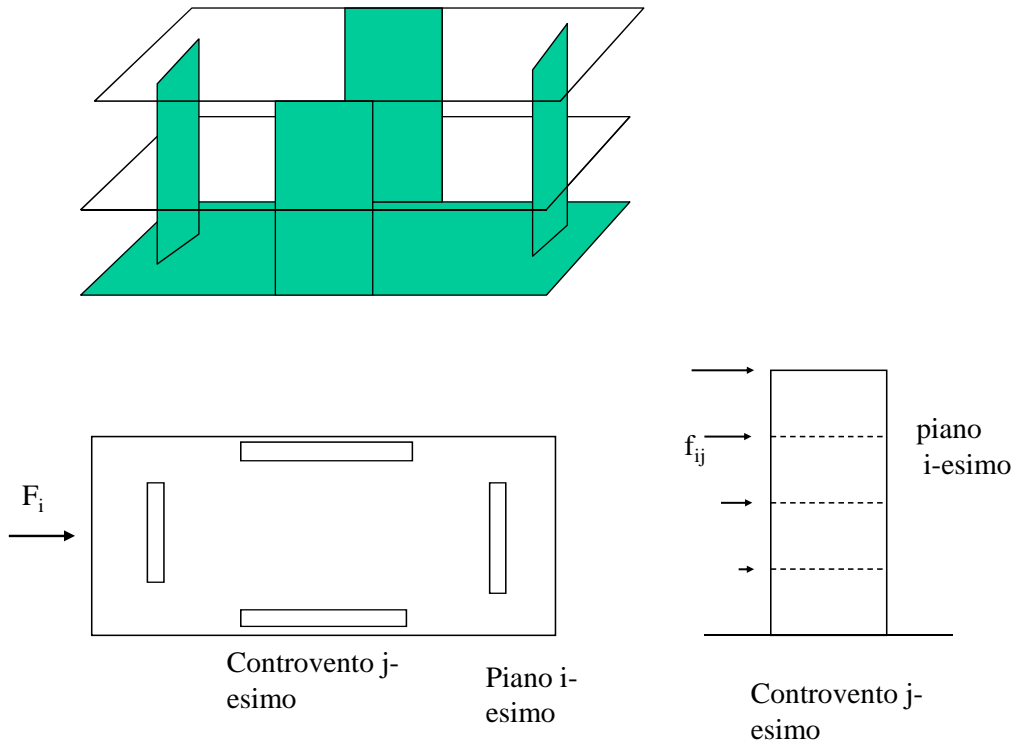 F_i
Controvento j-
esimo
Piano i-
esimo
f_ij
piano
i-esimo
Controvento j-
esimo